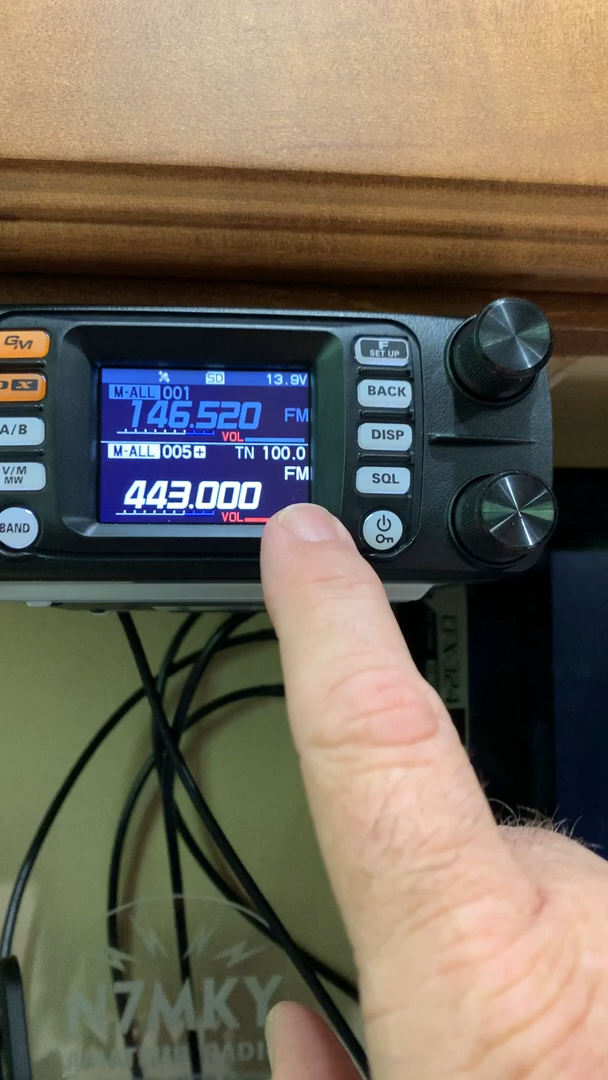 GM
SD 13.9V
F
SET UP
DX
M-ALL 001
146.520 FM
VOL
BACK
A/B
M-ALL 005+ TN 100.0
FM
DISP
V/M
MW
443.000
VOL
SQL
BAND
N7MKY